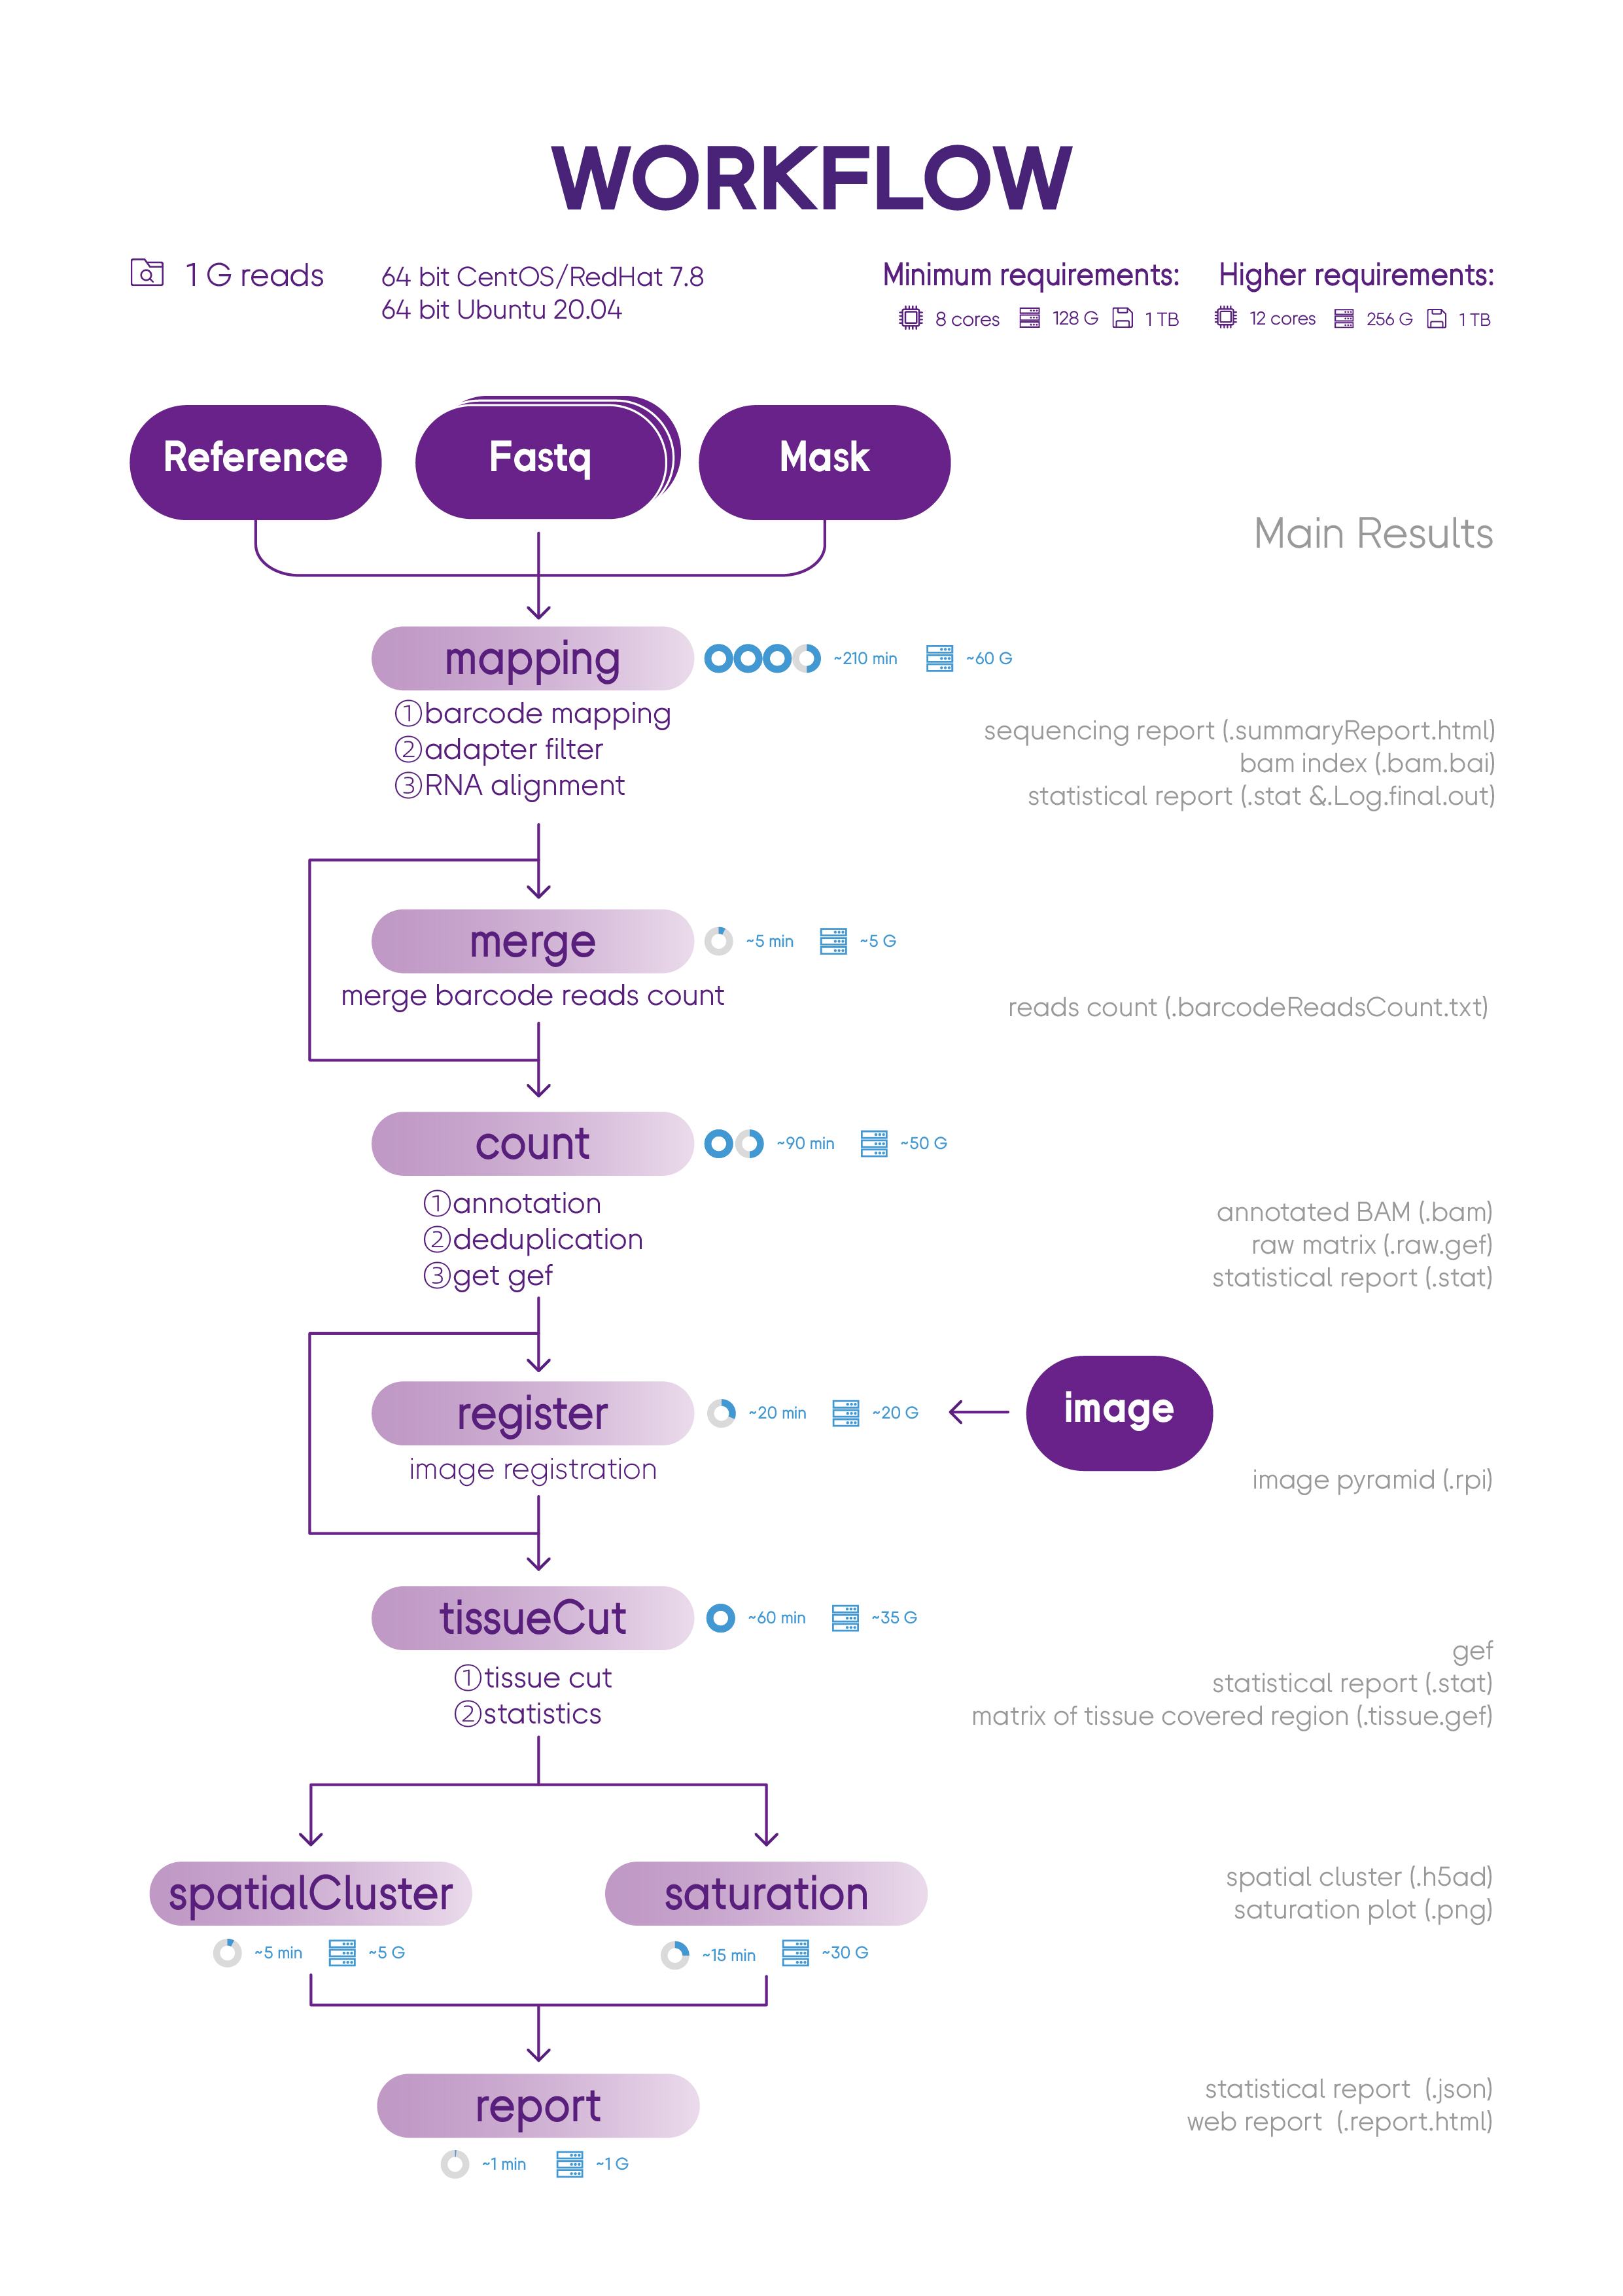 WORKFLOW
1 G reads
64 bit CentOS/RedHat 7.8
64 bit Ubuntu 20.04
Minimum requirements:
8 cores 128 G 1 TB
Higher requirements:
12 cores 256 G 1 TB
Reference
Fastq
Mask
Main Results
mapping
~210 min ~60 G
①barcode mapping
②adapter filter
③RNA alignment
sequencing report (.summaryReport.html)
bam index (.bam.bai)
statistical report (.stat &.Log.final.out)
merge
~5 min ~5 G
merge barcode reads count
reads count (.barcodeReadsCount.txt)
count
~90 min ~50 G
①annotation
②deduplication
③get gef
annotated BAM (.bam)
raw matrix (.raw.gef)
statistical report (.stat)
register
~20 min ~20 G
image
image registration
image pyramid (.rpi)
tissueCut
~60 min ~35 G
①tissue cut
②statistics
gef
statistical report (.stat)
matrix of tissue covered region (.tissue.gef)
spatialCluster
~5 min ~5 G
saturation
~15 min ~30 G
spatial cluster (.h5ad)
saturation plot (.png)
report
~1 min ~1 G
statistical report (.json)
web report (.report.html)